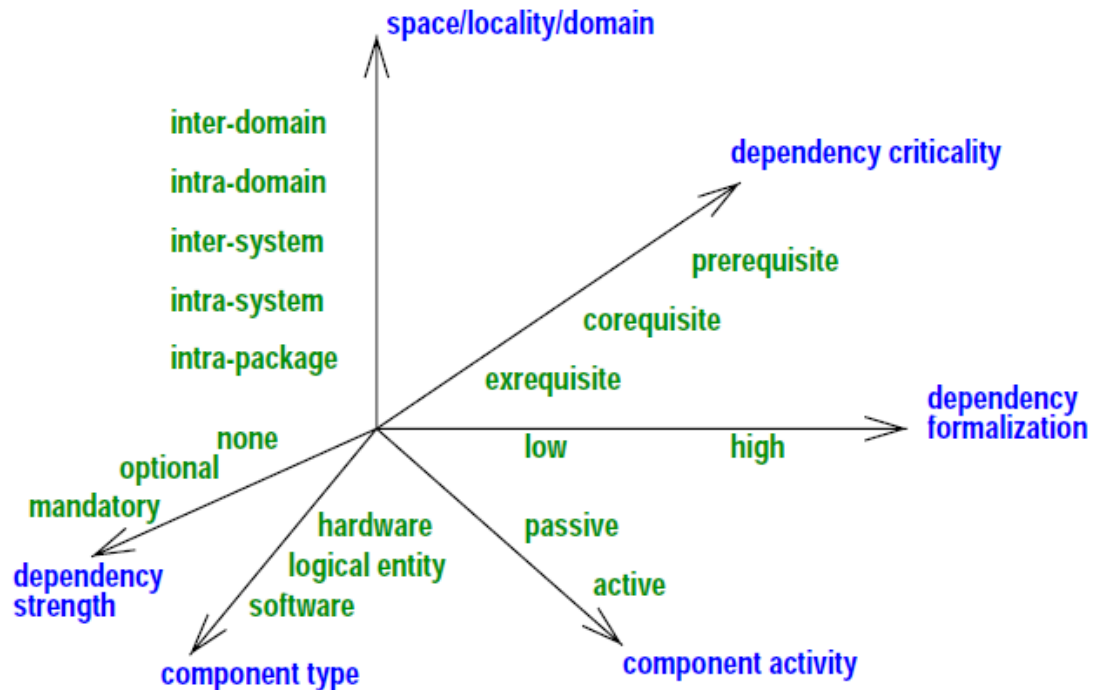 space/locality/domain
inter-domain
dependency criticality
intra-domain
inter-system
prerequisite
intra-system
corequisite
intra-package
exrequisite
dependency
formalization
none
low
high
optional
mandatory
hardware
passive
logical entity
active
dependency
strength
software
component type
component activity